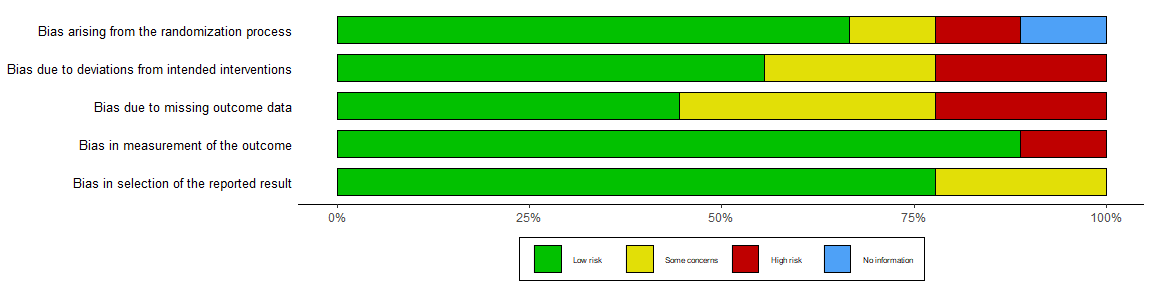 Bias arising from the randomization process
Bias due to deviations from intended interventions
Bias due to missing outcome data
Bias in measurement of the outcome
Bias in selection of the reported result
0% 25% 50% 75% 100%
Low risk Some concerns High risk No information